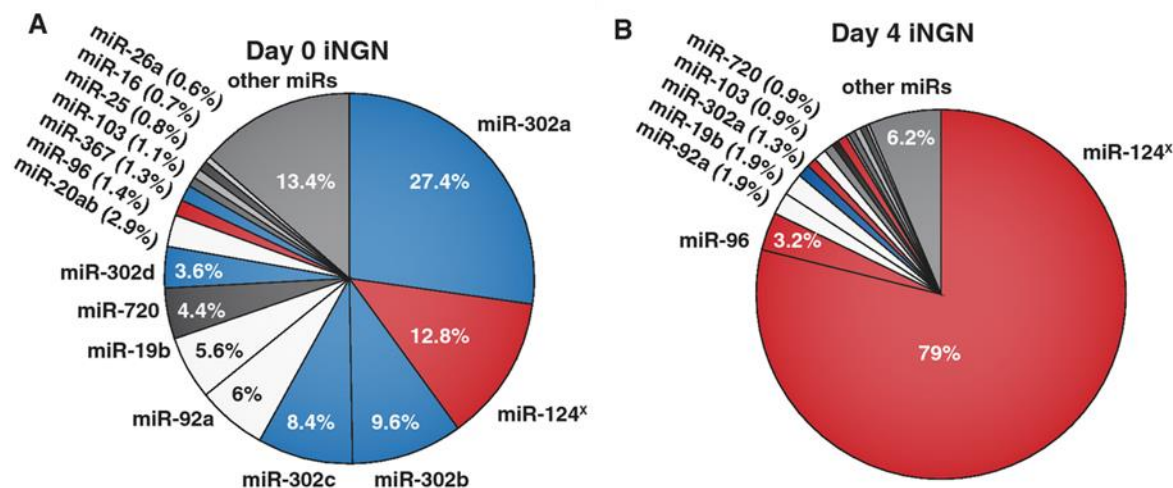 A
Day 0 iNGN
other miRs
miR-26a (0.6%)
miR-16 (0.7%)
miR-25 (0.8%)
miR-103 (1.1%)
miR-367 (1.3%)
miR-96 (1.4%)
miR-20ab (2.9%)
miR-302d
miR-720
miR-19b
miR-92a
miR-302c
miR-302b
miR-124ˣ
miR-302a
13.4%
27.4%
3.6%
4.4%
5.6%
6%
8.4%
9.6%
12.8%
B
Day 4 iNGN
other miRs
miR-720 (0.9%)
miR-103 (0.9%)
miR-302a (1.3%)
miR-19b (1.9%)
miR-92a (1.9%)
miR-96
miR-124ˣ
6.2%
3.2%
79%